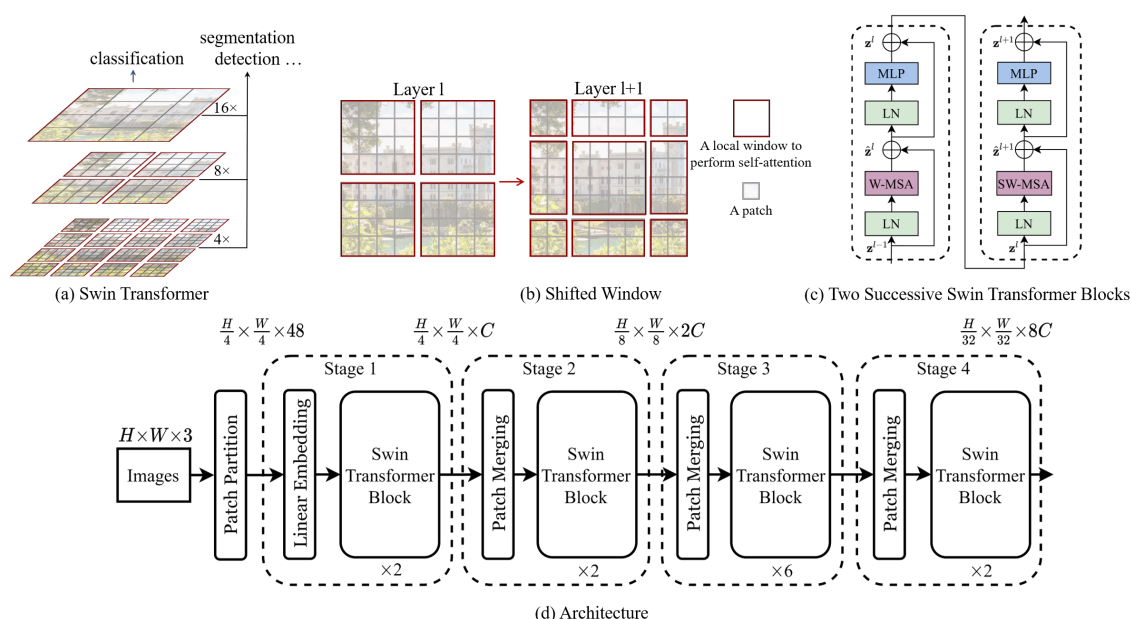 segmentation
classification
detection ...
16×
8×
4×
(a) Swin Transformer
Layer l
Layer l+1
A local window to
perform self-attention
A patch
(b) Shifted Window
z^l
MLP
LN
ẑ^l
W-MSA
LN
z^{l-1}
z^{l+1}
MLP
LN
ẑ^{l+1}
SW-MSA
LN
z^l
(c) Two Successive Swin Transformer Blocks
H/4 × W/4 × 48
H/4 × W/4 × C
H/8 × W/8 × 2C
H/32 × W/32 × 8C
H×W×3
Images
Patch Partition
Stage 1
Linear Embedding
Swin
Transformer
Block
×2
Stage 2
Patch Merging
Swin
Transformer
Block
×2
Stage 3
Patch Merging
Swin
Transformer
Block
×6
Stage 4
Patch Merging
Swin
Transformer
Block
×2
(d) Architecture